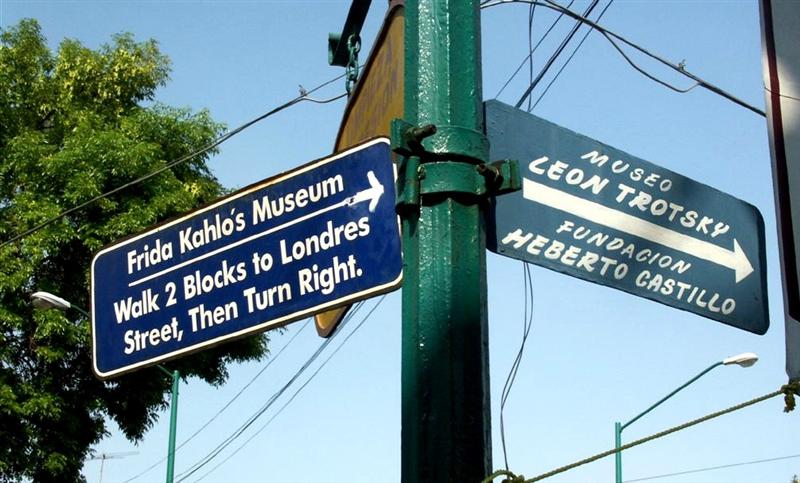 Frida Kahlo's Museum
Walk 2 Blocks to Londres
Street, Then Turn Right.
MUSEO
LEON TROTSKY
FUNDACION
HEBERTO CASTILLO